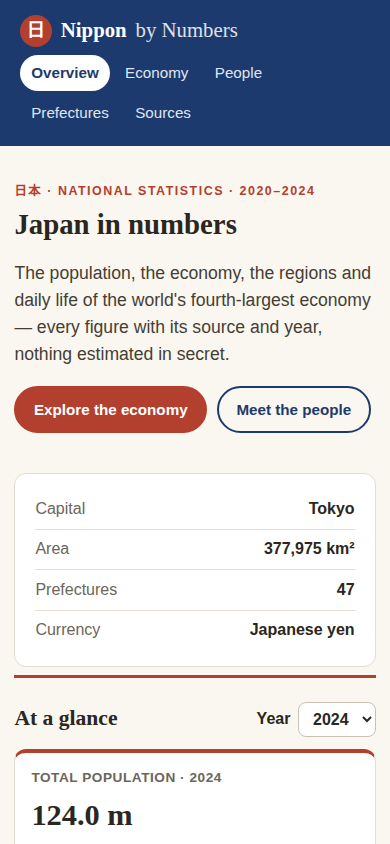 日 Nippon by Numbers
Overview Economy People
Prefectures Sources
日本 · NATIONAL STATISTICS · 2020–2024
Japan in numbers
The population, the economy, the regions and
daily life of the world's fourth-largest economy
— every figure with its source and year,
nothing estimated in secret.
Explore the economy Meet the people
Capital Tokyo
Area 377,975 km²
Prefectures 47
Currency Japanese yen
At a glance Year 2024
TOTAL POPULATION · 2024
124.0 m